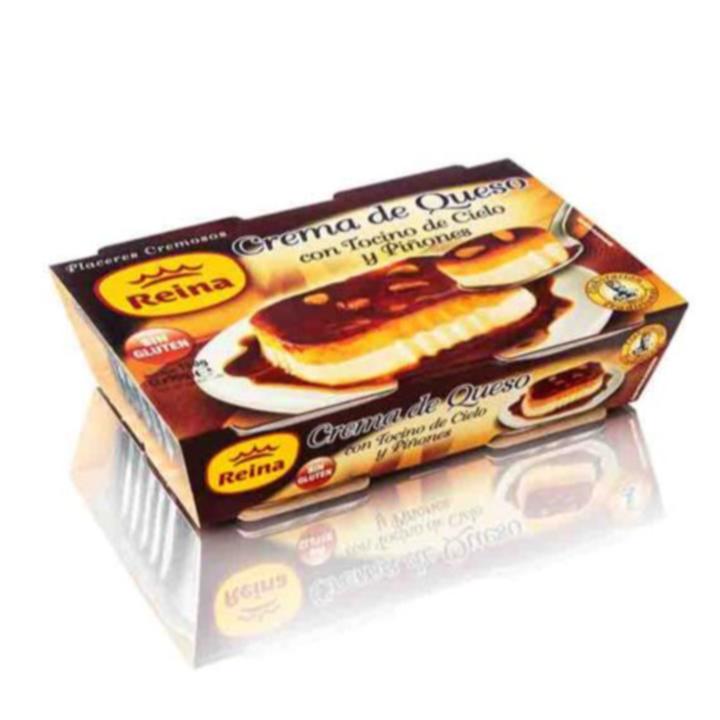 Placeres Cremosos
Crema de Queso
con Tocino de Cielo
y Piñones
Reina
SIN
GLUTEN
Crema de Queso
con Tocino de Cielo
y Piñones
Reina
SIN
GLUTEN